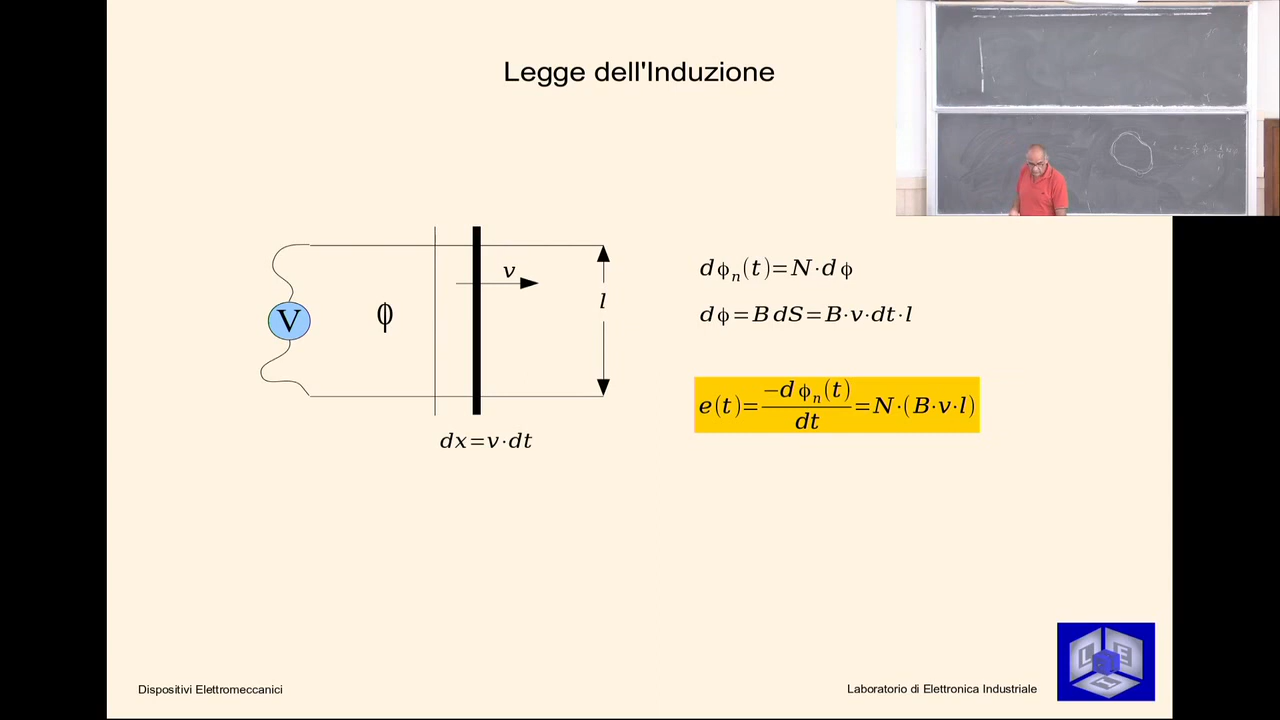 Legge dell'Induzione
v
l
V
ϕ
dx=v·dt
dϕₙ(t)=N·dϕ
dϕ=B dS=B·v·dt·l
e(t)=−dϕₙ(t)/dt=N·(B·v·l)
Dispositivi Elettromeccanici
Laboratorio di Elettronica Industriale
L E I